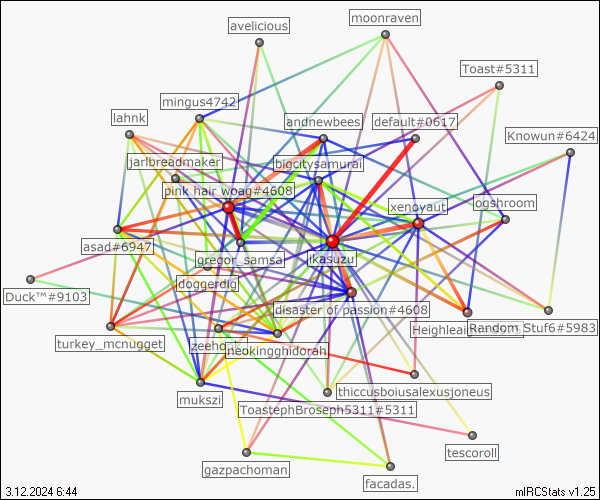 moonraven
avelicious
Toast#5311
mingus4742
lahnk
andnewbees
default#0617
Knowun#6424
jarlbreadmaker
bigcitysamurai
pink hair woag#4608
xenoyaut
ogshroom
asad#6947
gregor_samsa
ikasuzu
doggerdig
Duck™#9103
disaster of passion#4608
Random Stuf6#5983
turkey_mcnugget
neokingghidorah
thiccusboiusalexusjoneus
mukszi
ToastephBroseph5311#5311
tescoroll
gazpachoman
facadas.
3.12.2024 6:44
mIRCStats v1.25